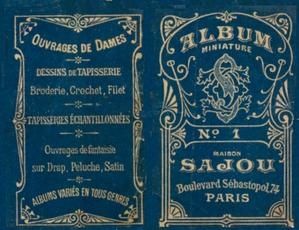 OUVRAGES DE DAMES
DESSINS DE TAPISSERIE
Broderie, Crochet, Filet
TAPISSERIES ÉCHANTILLONNÉES
Ouvrages de fantaisie
sur Drap, Peluche, Satin
ALBUMS VARIÉS EN TOUS GENRES
ALBUM
MINIATURE
S
No 1
MAISON
SAJOU
Boulevard Sébastopol, 74
PARIS